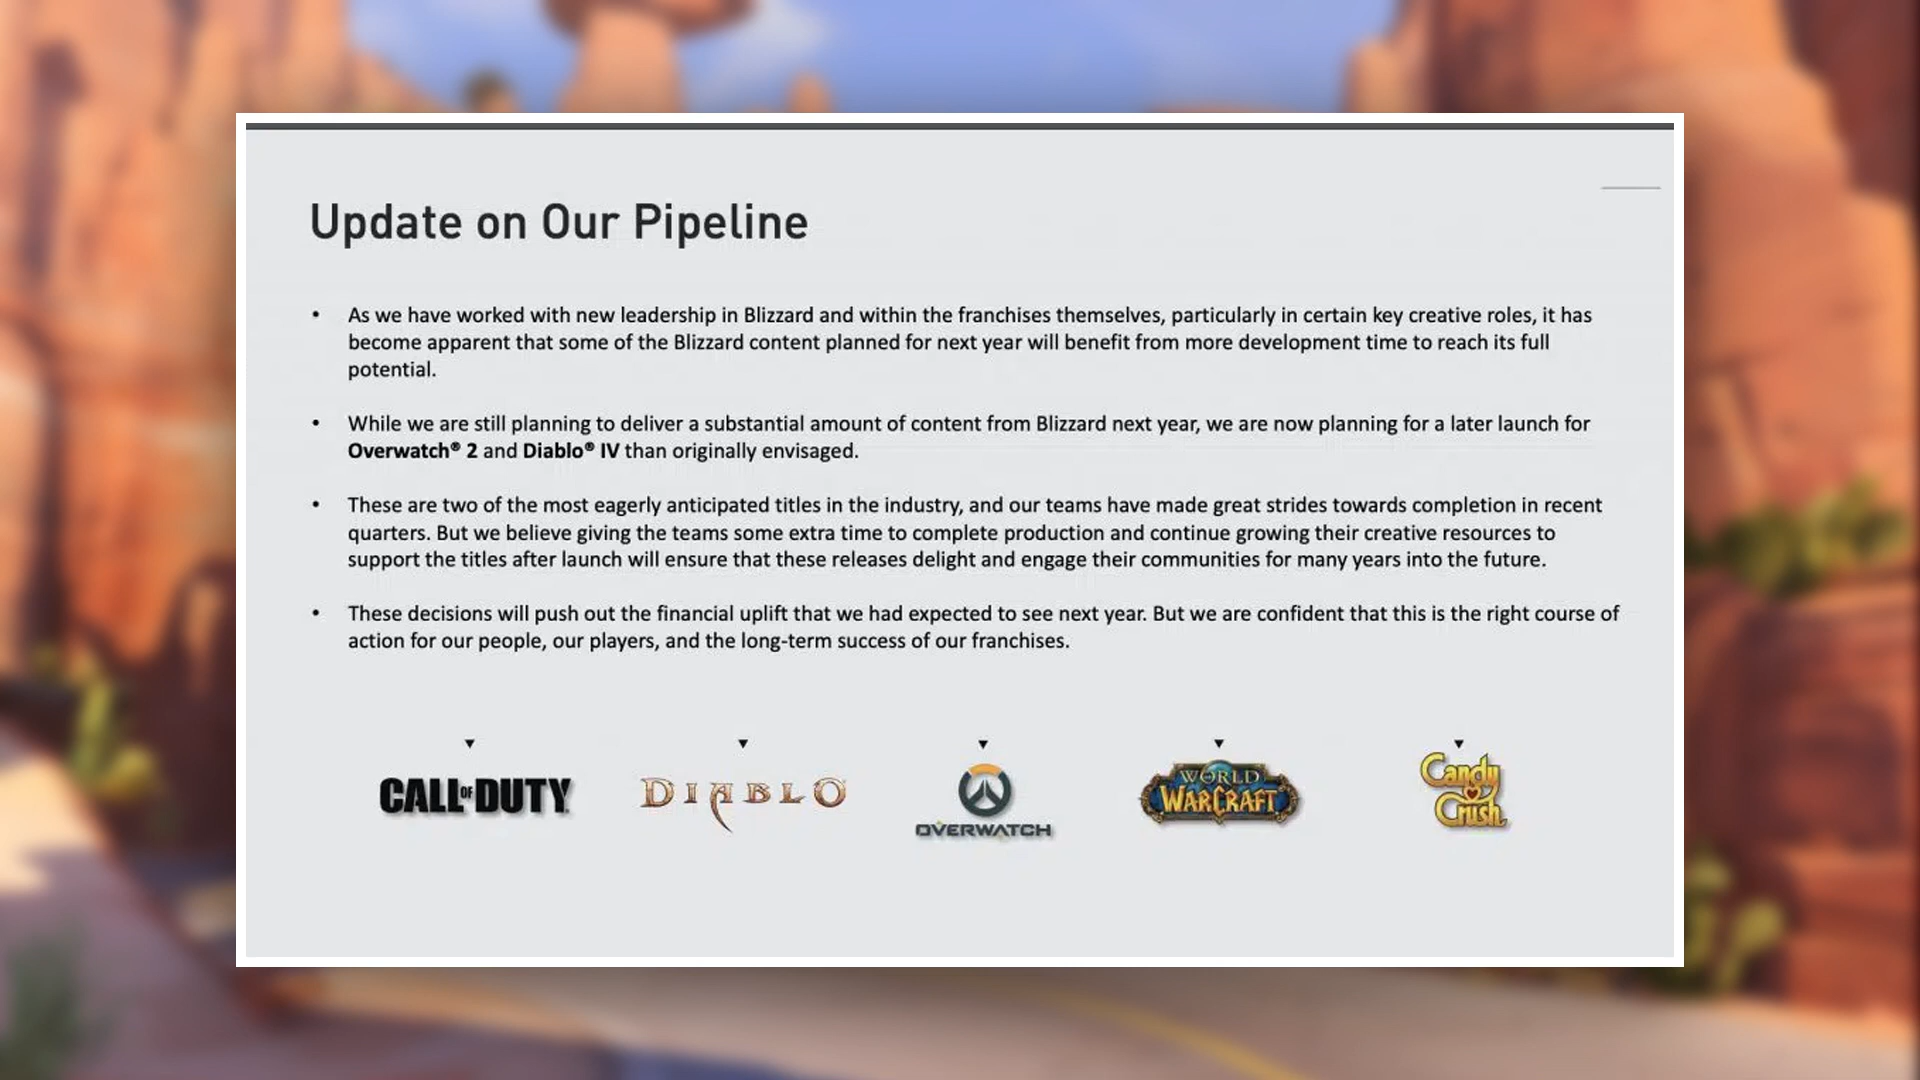 Update on Our Pipeline
• As we have worked with new leadership in Blizzard and within the franchises themselves, particularly in certain key creative roles, it has
become apparent that some of the Blizzard content planned for next year will benefit from more development time to reach its full
potential.
• While we are still planning to deliver a substantial amount of content from Blizzard next year, we are now planning for a later launch for
Overwatch® 2 and Diablo® IV than originally envisaged.
• These are two of the most eagerly anticipated titles in the industry, and our teams have made great strides towards completion in recent
quarters. But we believe giving the teams some extra time to complete production and continue growing their creative resources to
support the titles after launch will ensure that these releases delight and engage their communities for many years into the future.
• These decisions will push out the financial uplift that we had expected to see next year. But we are confident that this is the right course of
action for our people, our players, and the long-term success of our franchises.
CALL OF DUTY
DIABLO
OVERWATCH
WORLD
WARCRAFT
Candy
Crush